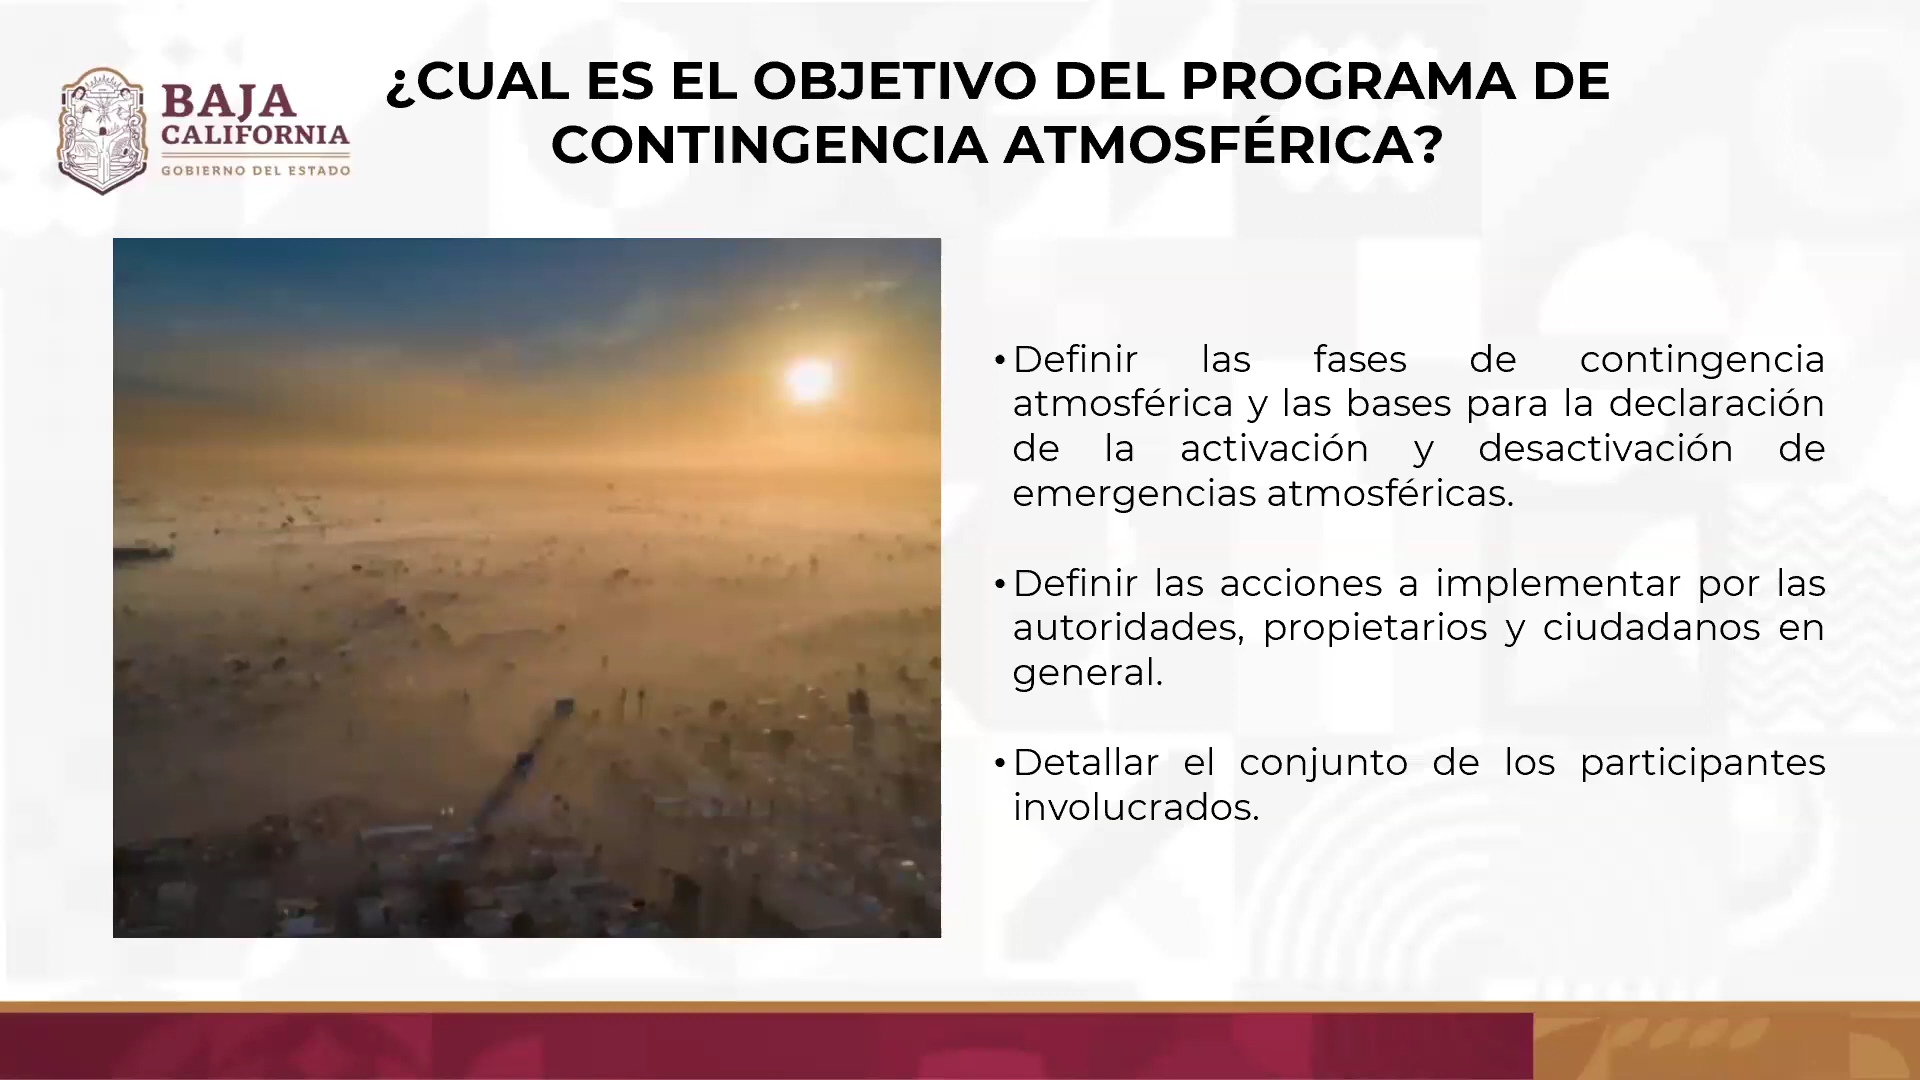 BAJA
CALIFORNIA
GOBIERNO DEL ESTADO
¿CUAL ES EL OBJETIVO DEL PROGRAMA DE
CONTINGENCIA ATMOSFÉRICA?
• Definir las fases de contingencia
atmosférica y las bases para la declaración
de la activación y desactivación de
emergencias atmosféricas.
• Definir las acciones a implementar por las
autoridades, propietarios y ciudadanos en
general.
• Detallar el conjunto de los participantes
involucrados.